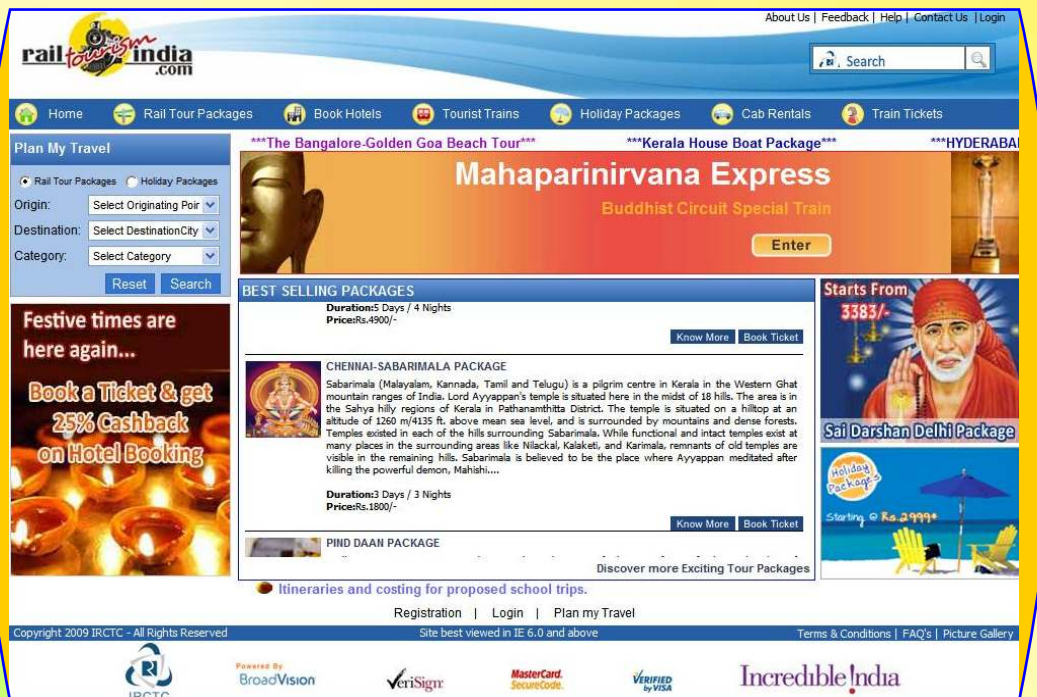 About Us | Feedback | Help | Contact Us | Login
rail tourism india
.com
Search
Home Rail Tour Packages Book Hotels Tourist Trains Holiday Packages Cab Rentals Train Tickets
***The Bangalore-Golden Goa Beach Tour*** ***Kerala House Boat Package*** ***HYDERABA
Plan My Travel
Rail Tour Packages Holiday Packages
Origin: Select Originating Poir
Destination: Select DestinationCity
Category: Select Category
Reset Search
Mahaparinirvana Express
Buddhist Circuit Special Train
Enter
Festive times are
here again...
Book a Ticket & get
25% Cashback
on Hotel Booking
BEST SELLING PACKAGES
Duration:5 Days / 4 Nights
Price:Rs.4900/-
Know More Book Ticket
CHENNAI-SABARIMALA PACKAGE
Sabarimala (Malayalam, Kannada, Tamil and Telugu) is a pilgrim centre in Kerala in the Western Ghat
mountain ranges of India. Lord Ayyappan's temple is situated here in the midst of 18 hills. The area is in
the Sahya hilly regions of Kerala in Pathanamthitta District. The temple is situated on a hilltop at an
altitude of 1260 m/4135 ft. above mean sea level, and is surrounded by mountains and dense forests.
Temples existed in each of the hills surrounding Sabarimala. While functional and intact temples exist at
many places in the surrounding areas like Nilackal, Kalaketi, and Karimala, remnants of old temples are
visible in the remaining hills. Sabarimala is believed to be the place where Ayyappan meditated after
killing the powerful demon, Mahishi....
Duration:3 Days / 3 Nights
Price:Rs.1800/-
Know More Book Ticket
PIND DAAN PACKAGE
Discover more Exciting Tour Packages
Starts From
3383/-
Sai Darshan Delhi Package
Holiday
Packages
Starting @ Rs 2999*
Itineraries and costing for proposed school trips.
Registration | Login | Plan my Travel
Copyright 2009 IRCTC - All Rights Reserved Site best viewed in IE 6.0 and above Terms & Conditions | FAQ's | Picture Gallery
IRCTC
Powered By
BroadVision
VeriSign
MasterCard.
SecureCode.
VERIFIED
by VISA
Incredible !ndia